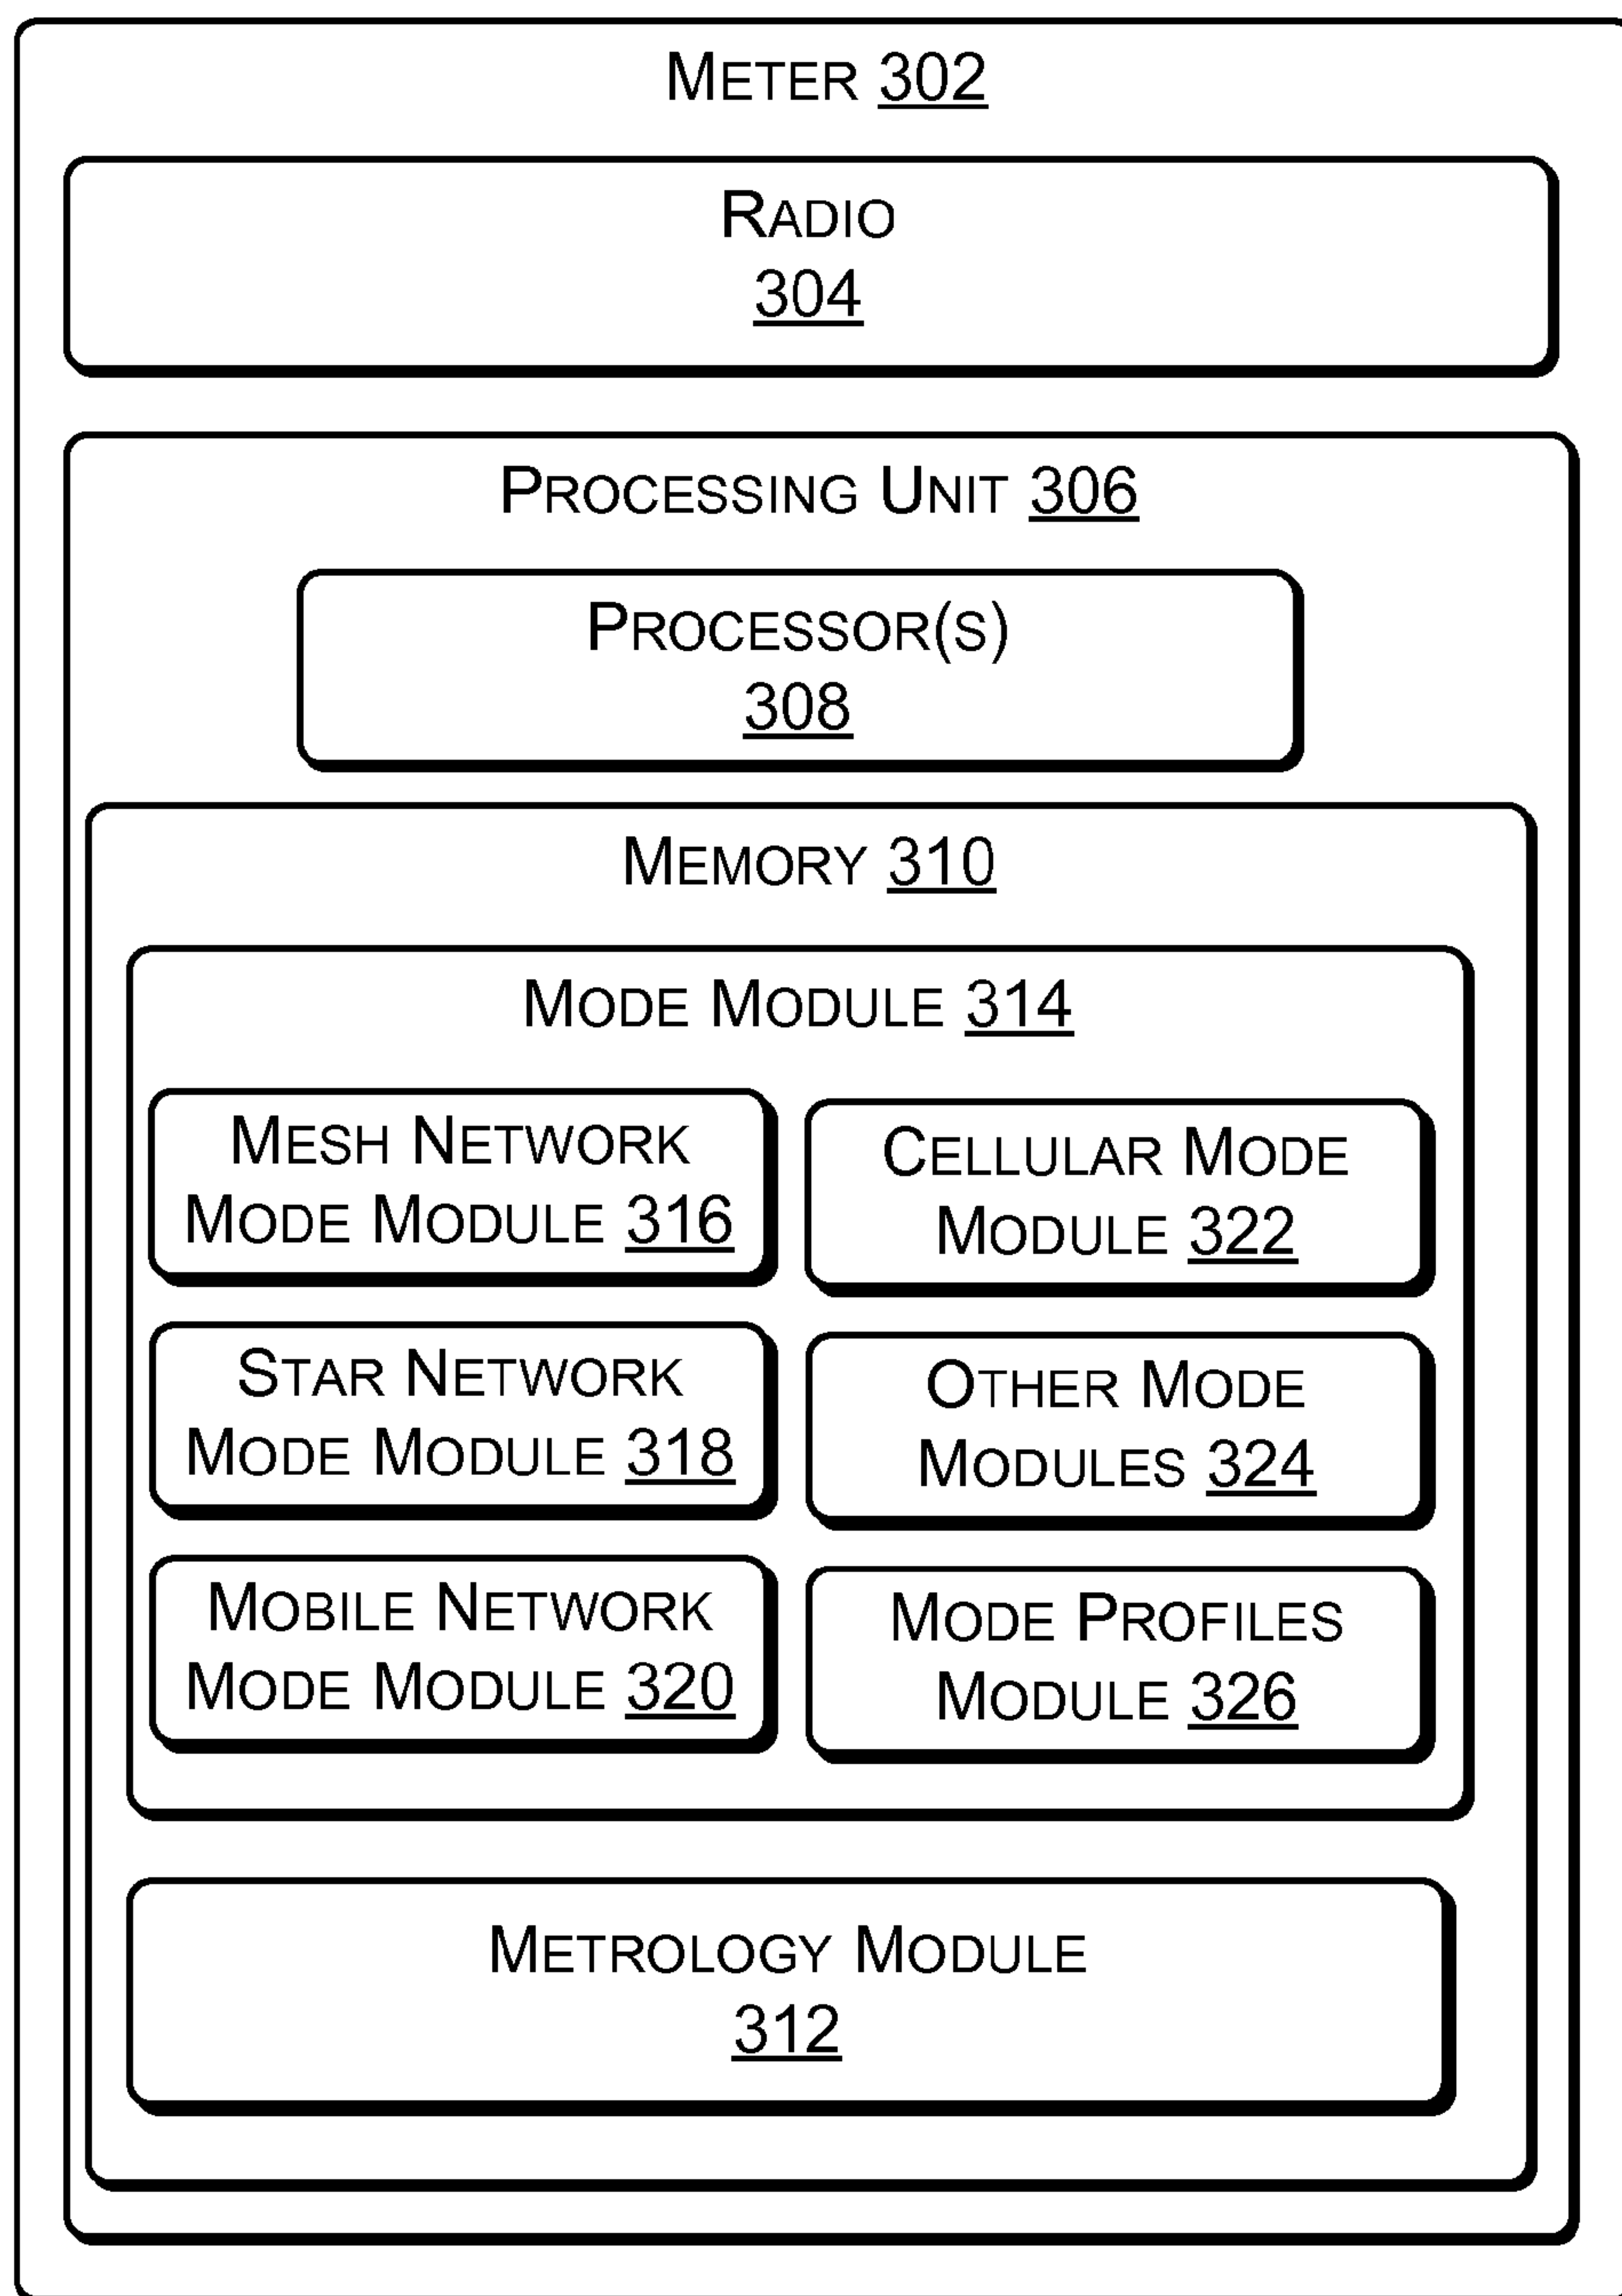 METER 302
RADIO
304
PROCESSING UNIT 306
PROCESSOR(S)
308
MEMORY 310
MODE MODULE 314
MESH NETWORK
MODE MODULE 316
CELLULAR MODE
MODULE 322
STAR NETWORK
MODE MODULE 318
OTHER MODE
MODULES 324
MOBILE NETWORK
MODE MODULE 320
MODE PROFILES
MODULE 326
METROLOGY MODULE
312